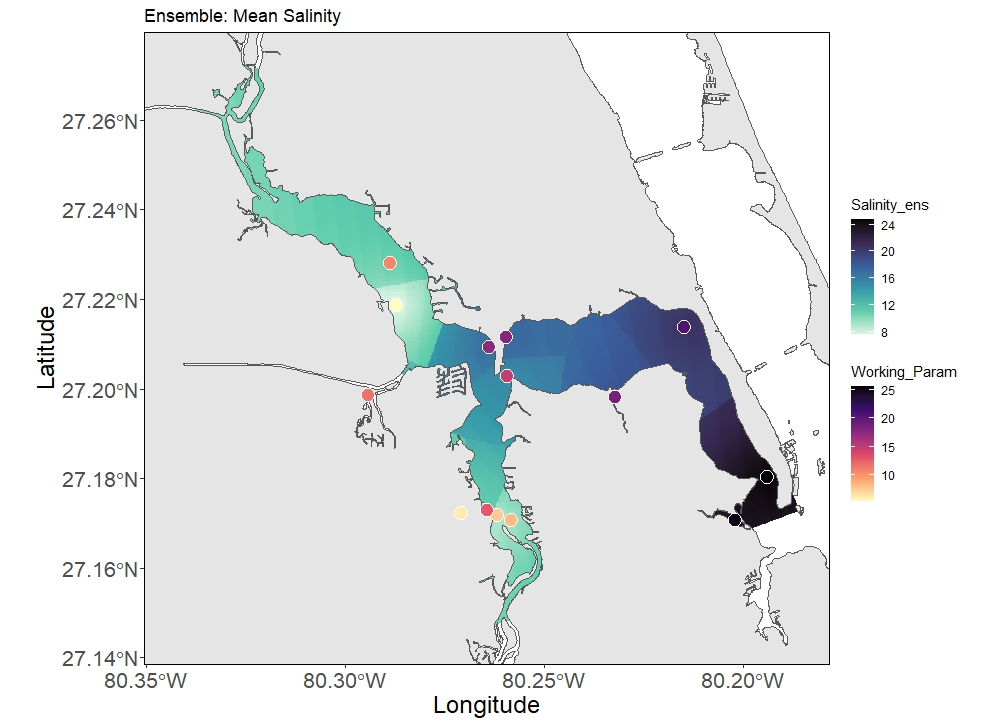 Ensemble: Mean Salinity
27.26°N
27.24°N
27.22°N
27.20°N
27.18°N
27.16°N
27.14°N
Latitude
80.35°W
80.30°W
80.25°W
80.20°W
Longitude
Salinity_ens
24
20
16
12
8
Working_Param
25
20
15
10